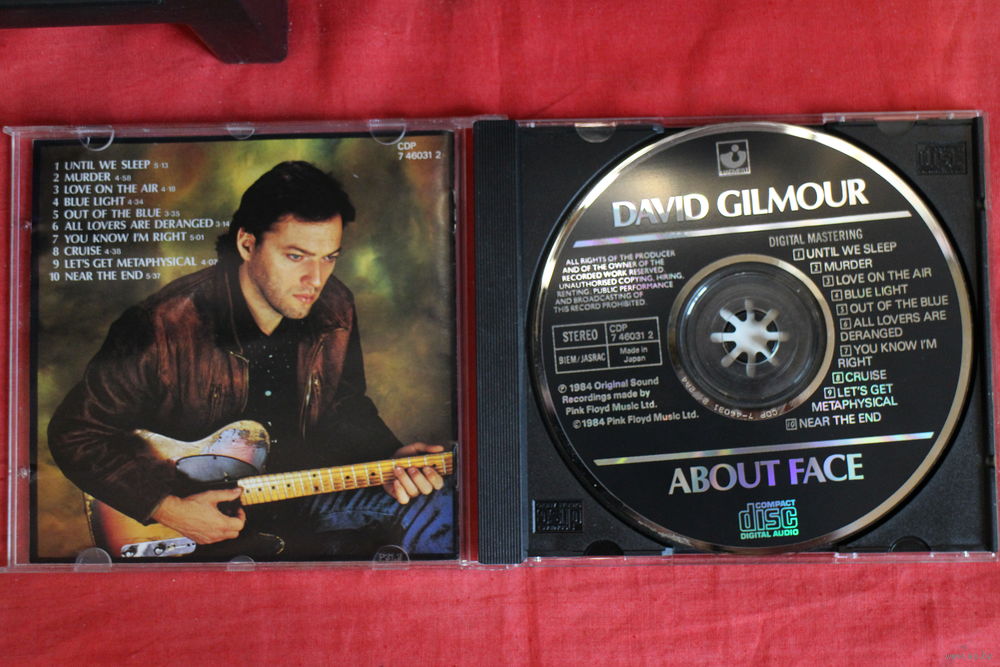 CDP
7 46031 2
1 UNTIL WE SLEEP 5·13
2 MURDER 4·58
3 LOVE ON THE AIR 4·18
4 BLUE LIGHT 4·34
5 OUT OF THE BLUE 3·35
6 ALL LOVERS ARE DERANGED 3·14
7 YOU KNOW I'M RIGHT 5·01
8 CRUISE 4·38
9 LET'S GET METAPHYSICAL 4·07
10 NEAR THE END 5·37
HARVEST
DAVID GILMOUR
ALL RIGHTS OF THE PRODUCER
AND OF THE OWNER OF THE
RECORDED WORK RESERVED.
UNAUTHORISED COPYING, HIRING,
RENTING, PUBLIC PERFORMANCE
AND BROADCASTING OF
THIS RECORD PROHIBITED.
STEREO
CDP
7 46031 2
BIEM/JASRAC
Made in
Japan
℗ 1984 Original Sound
Recordings made by
Pink Floyd Music Ltd.
© 1984 Pink Floyd Music Ltd.
DIGITAL MASTERING
1 UNTIL WE SLEEP
2 MURDER
3 LOVE ON THE AIR
4 BLUE LIGHT
5 OUT OF THE BLUE
6 ALL LOVERS ARE
DERANGED
7 YOU KNOW I'M
RIGHT
8 CRUISE
9 LET'S GET
METAPHYSICAL
10 NEAR THE END
CDP-746031
ABOUT FACE
COMPACT
disc
DIGITAL AUDIO